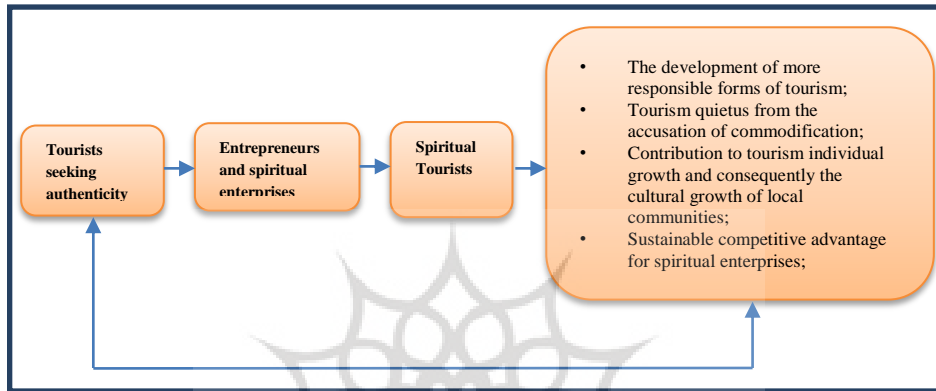 Tourists
seeking
authenticity
Entrepreneurs
and spiritual
enterprises
Spiritual
Tourists
• The development of more
responsible forms of tourism;
• Tourism quietus from the
accusation of commodification;
• Contribution to tourism individual
growth and consequently the
cultural growth of local
communities;
• Sustainable competitive advantage
for spiritual enterprises;